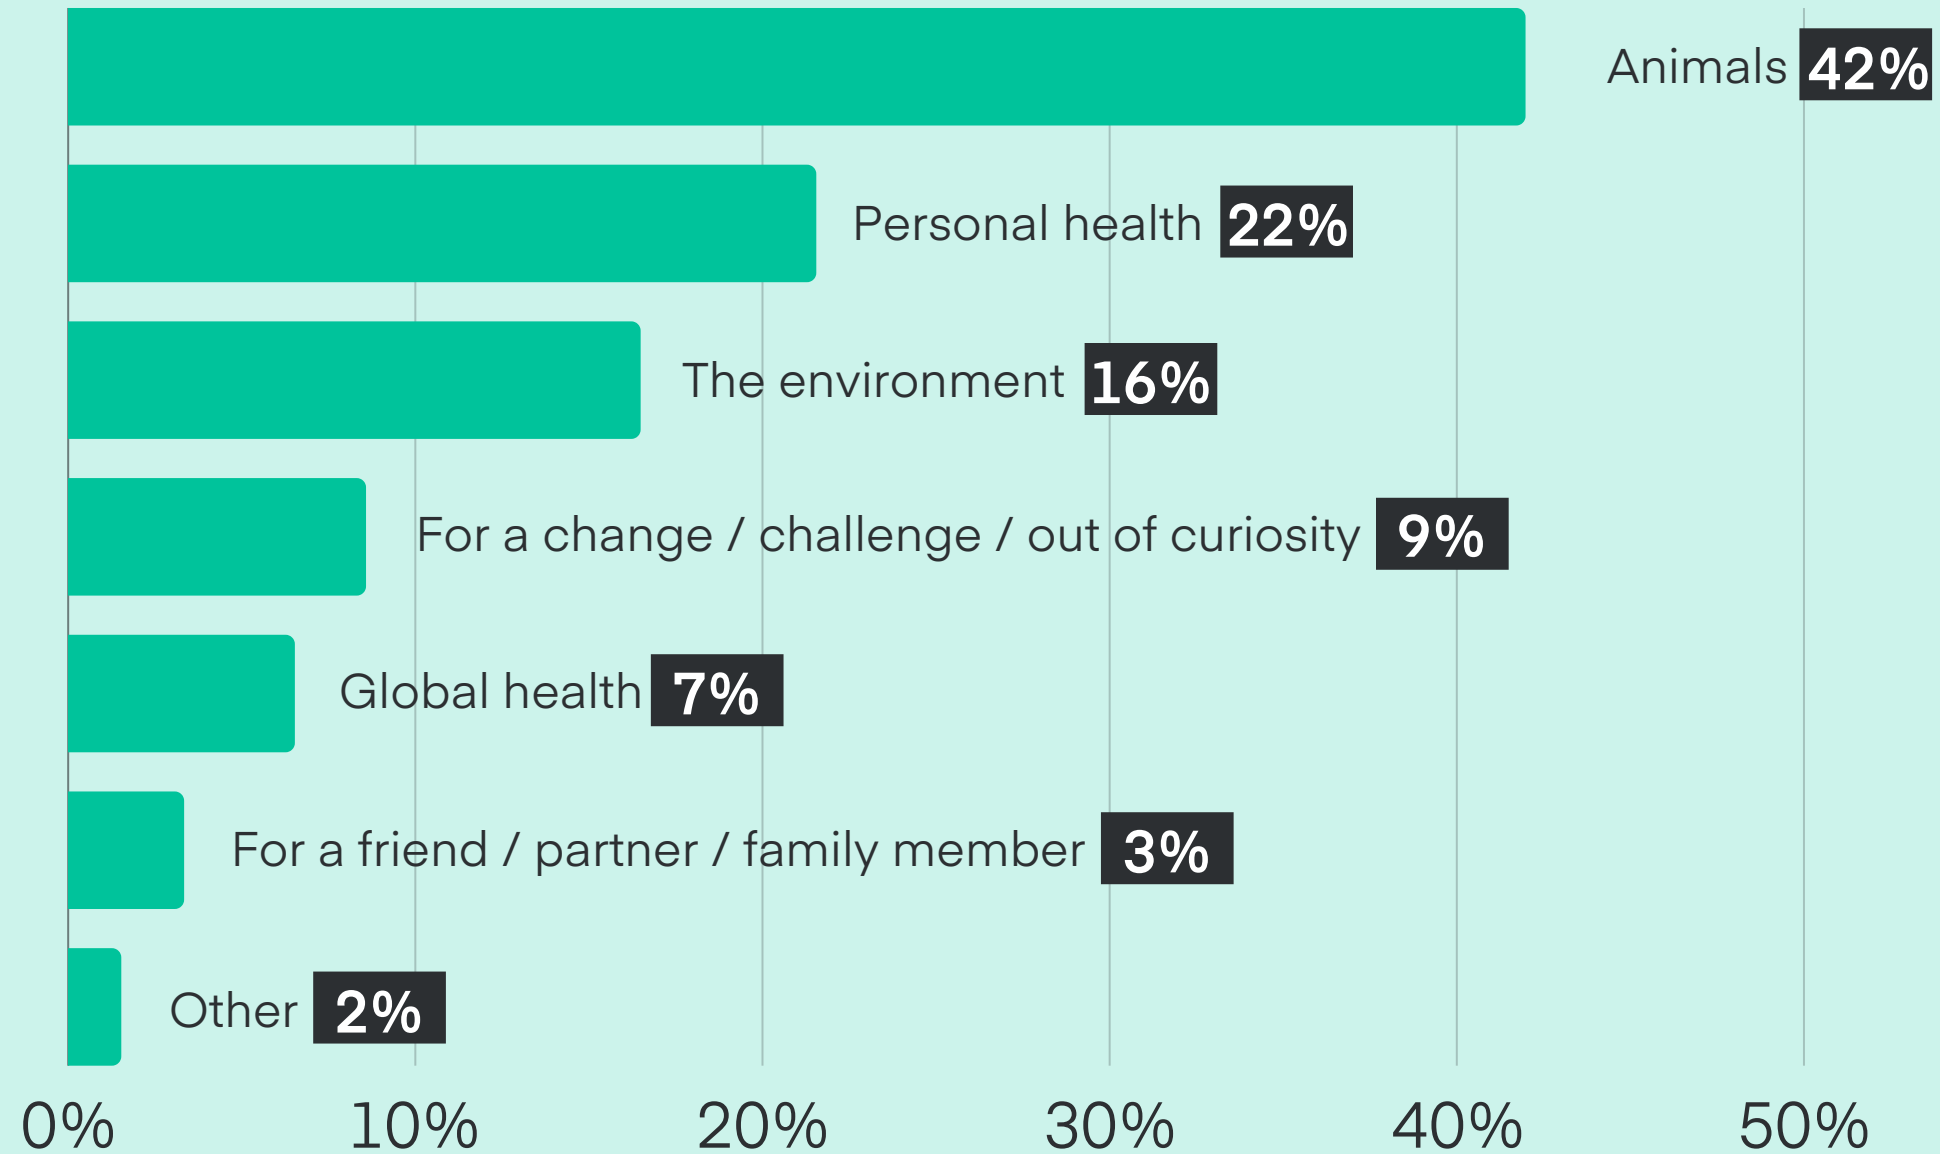 Animals 42%
Personal health 22%
The environment 16%
For a change / challenge / out of curiosity 9%
Global health 7%
For a friend / partner / family member 3%
Other 2%
0% 10% 20% 30% 40% 50%